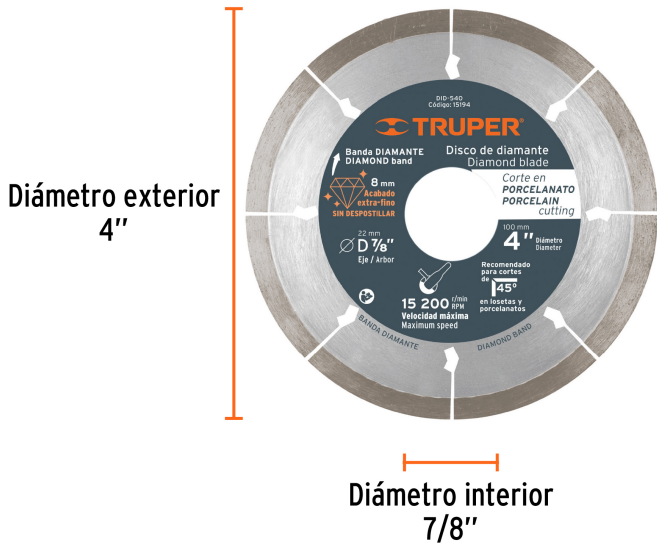 Diámetro exterior
4"
DID-540
Código: 15194
TRUPER®
Banda DIAMANTE
DIAMOND band
Disco de diamante
Diamond blade
8 mm
Acabado
extra-fino
SIN DESPOSTILLAR
Corte en
PORCELANATO
PORCELAIN
cutting
22 mm
D 7/8"
Eje / Arbor
100 mm
4" Diámetro
Diameter
Recomendado
para cortes
de 45°
en losetas y
porcelanatos
15 200 r/min
RPM
Velocidad máxima
Maximum speed
BANDA DIAMANTE
DIAMOND BAND
Diámetro interior
7/8"